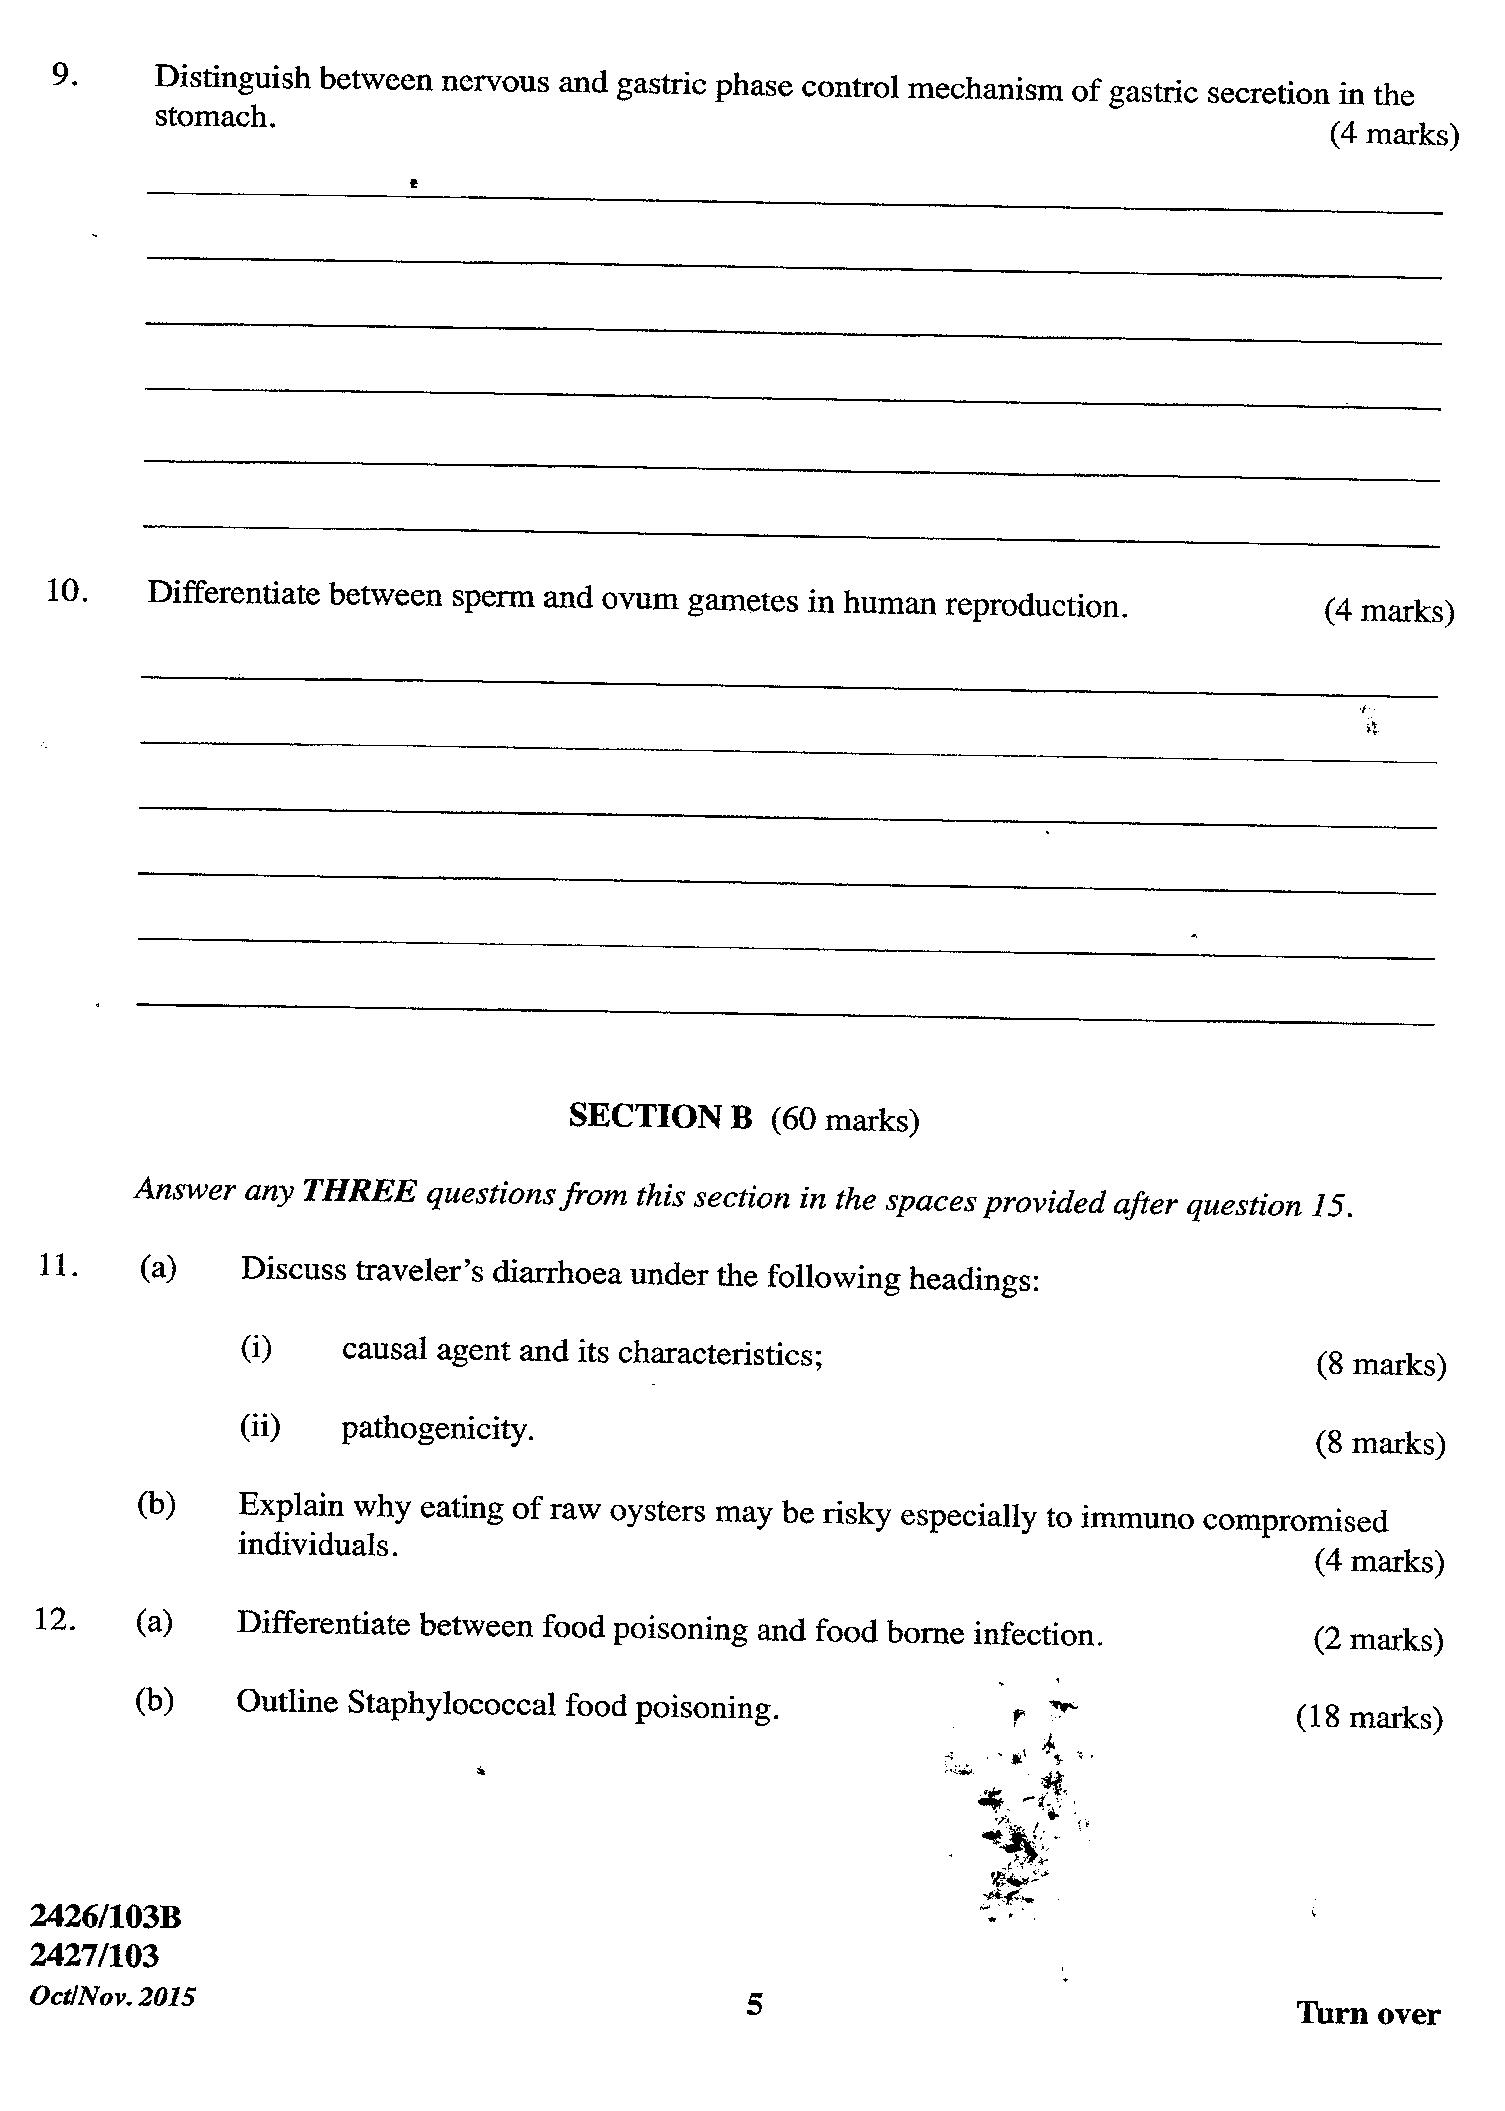 9. Distinguish between nervous and gastric phase control mechanism of gastric secretion in the
stomach. (4 marks)
10. Differentiate between sperm and ovum gametes in human reproduction. (4 marks)
SECTION B (60 marks)
Answer any THREE questions from this section in the spaces provided after question 15.
11. (a) Discuss traveler's diarrhoea under the following headings:
(i) causal agent and its characteristics; (8 marks)
(ii) pathogenicity. (8 marks)
(b) Explain why eating of raw oysters may be risky especially to immuno compromised
individuals. (4 marks)
12. (a) Differentiate between food poisoning and food borne infection. (2 marks)
(b) Outline Staphylococcal food poisoning. (18 marks)
2426/103B
2427/103
Oct/Nov. 2015
5
Turn over